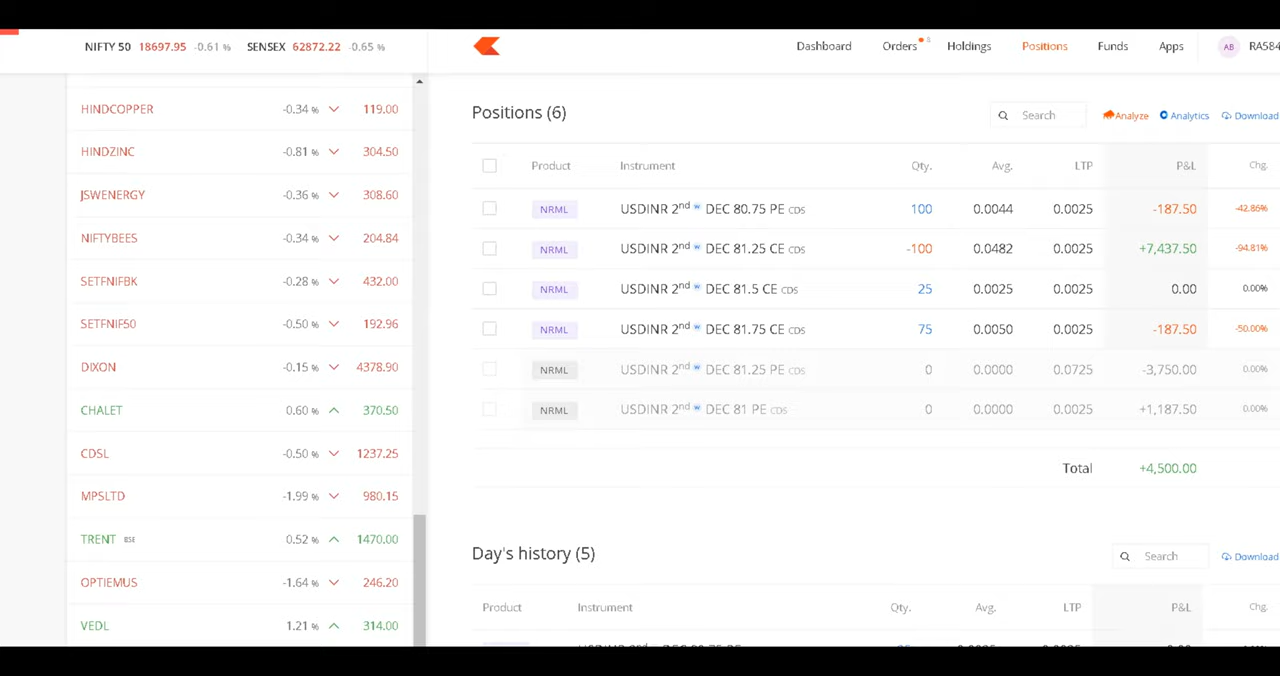 NIFTY 50 18697.95 -0.61 % SENSEX 62872.22 -0.65 %
Dashboard Orders 8 Holdings Positions Funds Apps AB RA584
HINDCOPPER -0.34 % 119.00
HINDZINC -0.81 % 304.50
JSWENERGY -0.36 % 308.60
NIFTYBEES -0.34 % 204.84
SETFNIFBK -0.28 % 432.00
SETFNIF50 -0.50 % 192.96
DIXON -0.15 % 4378.90
CHALET 0.60 % 370.50
CDSL -0.50 % 1237.25
MPSLTD -1.99 % 980.15
TRENT BSE 0.52 % 1470.00
OPTIEMUS -1.64 % 246.20
VEDL 1.21 % 314.00
Positions (6) Search Analyze Analytics Download
Product Instrument Qty. Avg. LTP P&L Chg.
NRML USDINR 2nd w DEC 80.75 PE CDS 100 0.0044 0.0025 -187.50 -42.86%
NRML USDINR 2nd w DEC 81.25 CE CDS -100 0.0482 0.0025 +7,437.50 -94.81%
NRML USDINR 2nd w DEC 81.5 CE CDS 25 0.0025 0.0025 0.00 0.00%
NRML USDINR 2nd w DEC 81.75 CE CDS 75 0.0050 0.0025 -187.50 -50.00%
NRML USDINR 2nd w DEC 81.25 PE CDS 0 0.0000 0.0725 -3,750.00 0.00%
NRML USDINR 2nd w DEC 81 PE CDS 0 0.0000 0.0025 +1,187.50 0.00%
Total +4,500.00
Day's history (5) Search Download
Product Instrument Qty. Avg. LTP P&L Chg.